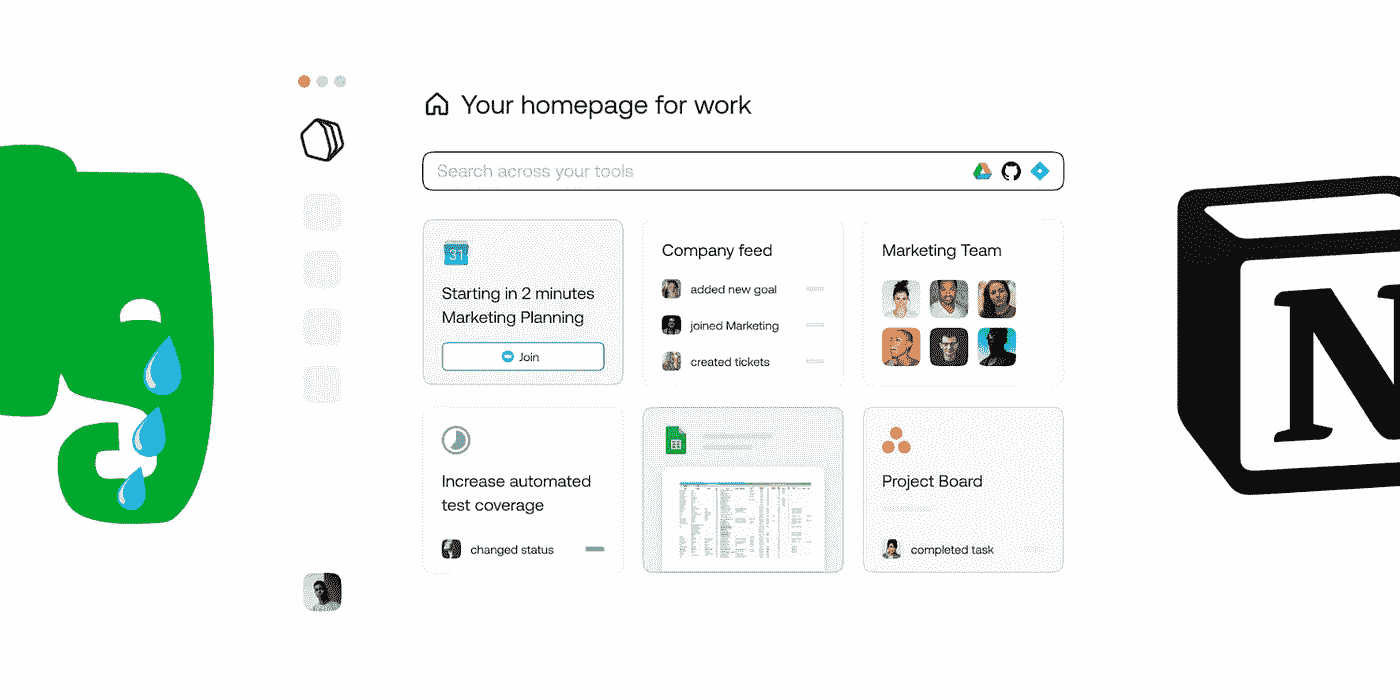 Your homepage for work
Search across your tools
31
Starting in 2 minutes
Marketing Planning
Join
Company feed
added new goal
joined Marketing
created tickets
Marketing Team
Increase automated
test coverage
changed status
Project Board
completed task
N